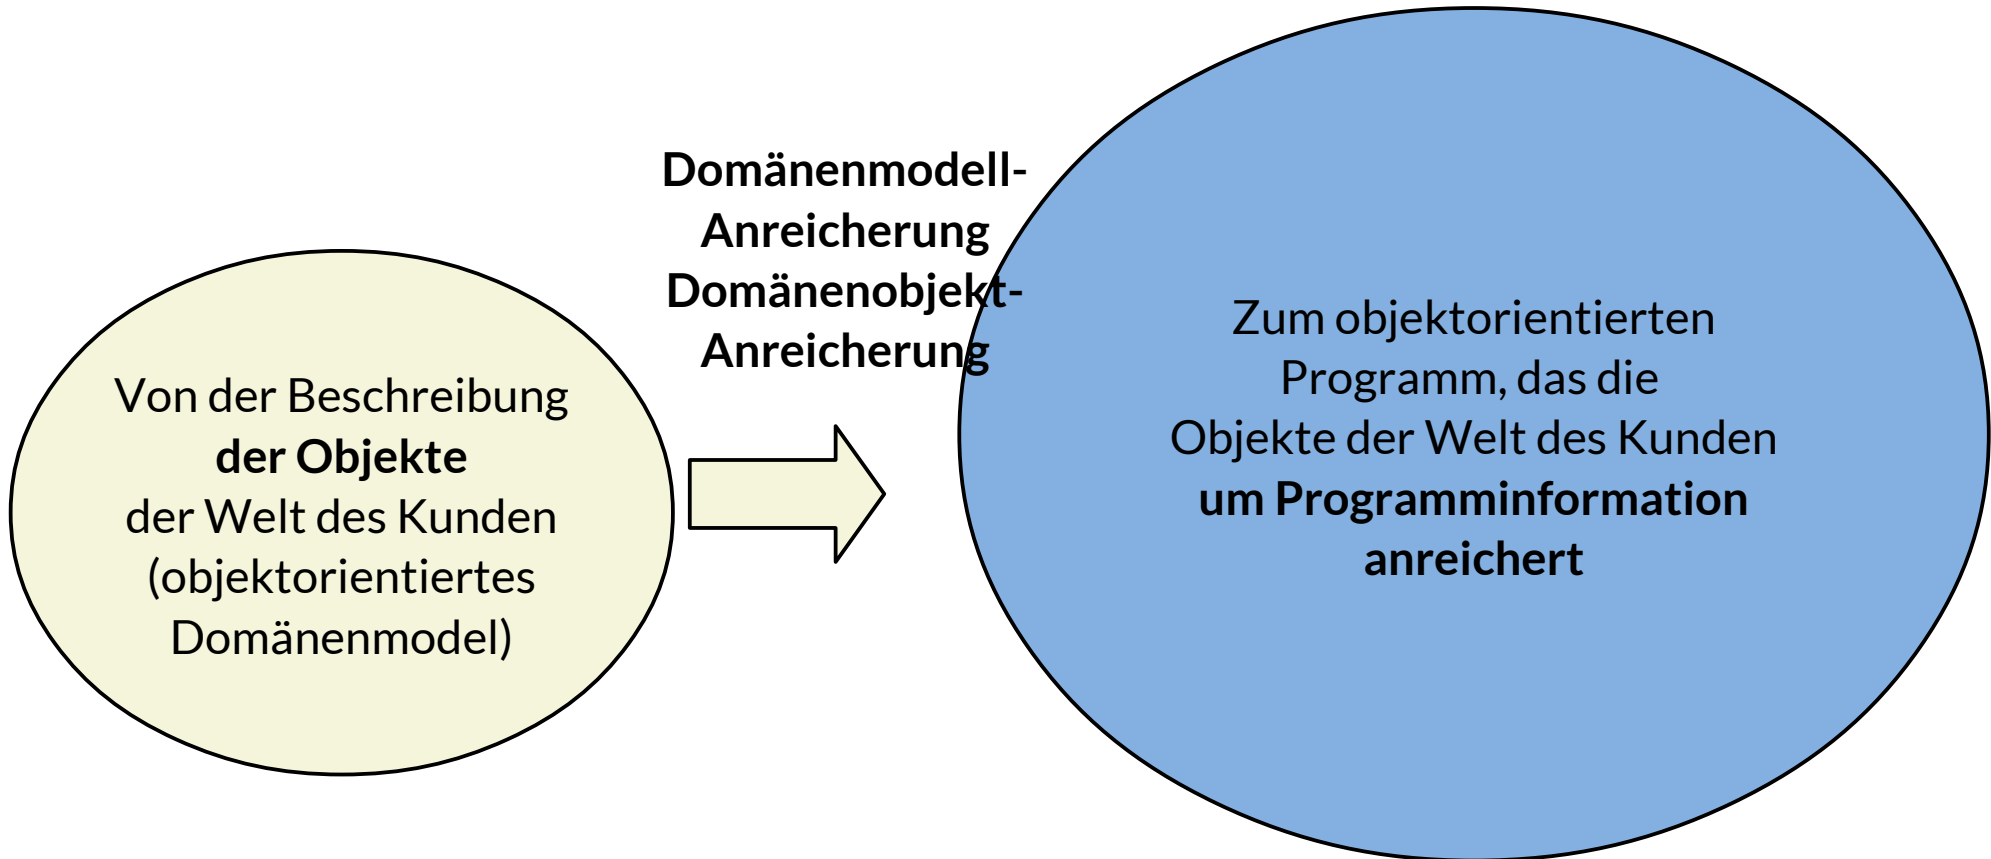 Von der Beschreibung
der Objekte
der Welt des Kunden
(objektorientiertes
Domänenmodel)
Domänenmodell-
Anreicherung
Domänenobjekt-
Anreicherung
Zum objektorientierten
Programm, das die
Objekte der Welt des Kunden
um Programminformation
anreichert